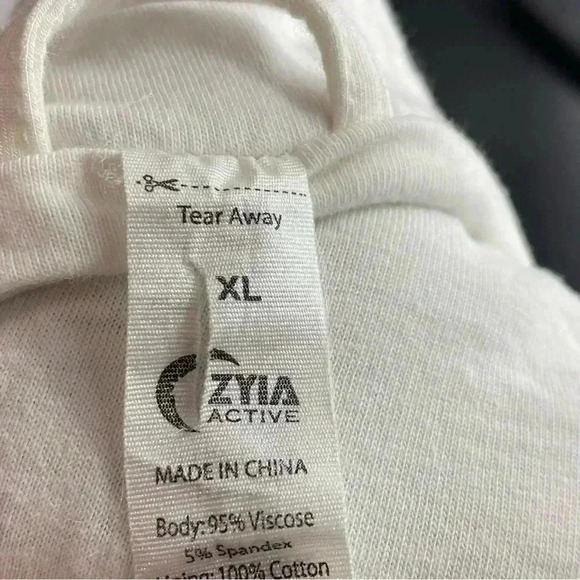 Tear Away
XL
ZYIA
ACTIVE
MADE IN CHINA
Body: 95% Viscose
5% Spandex
100% Cotton